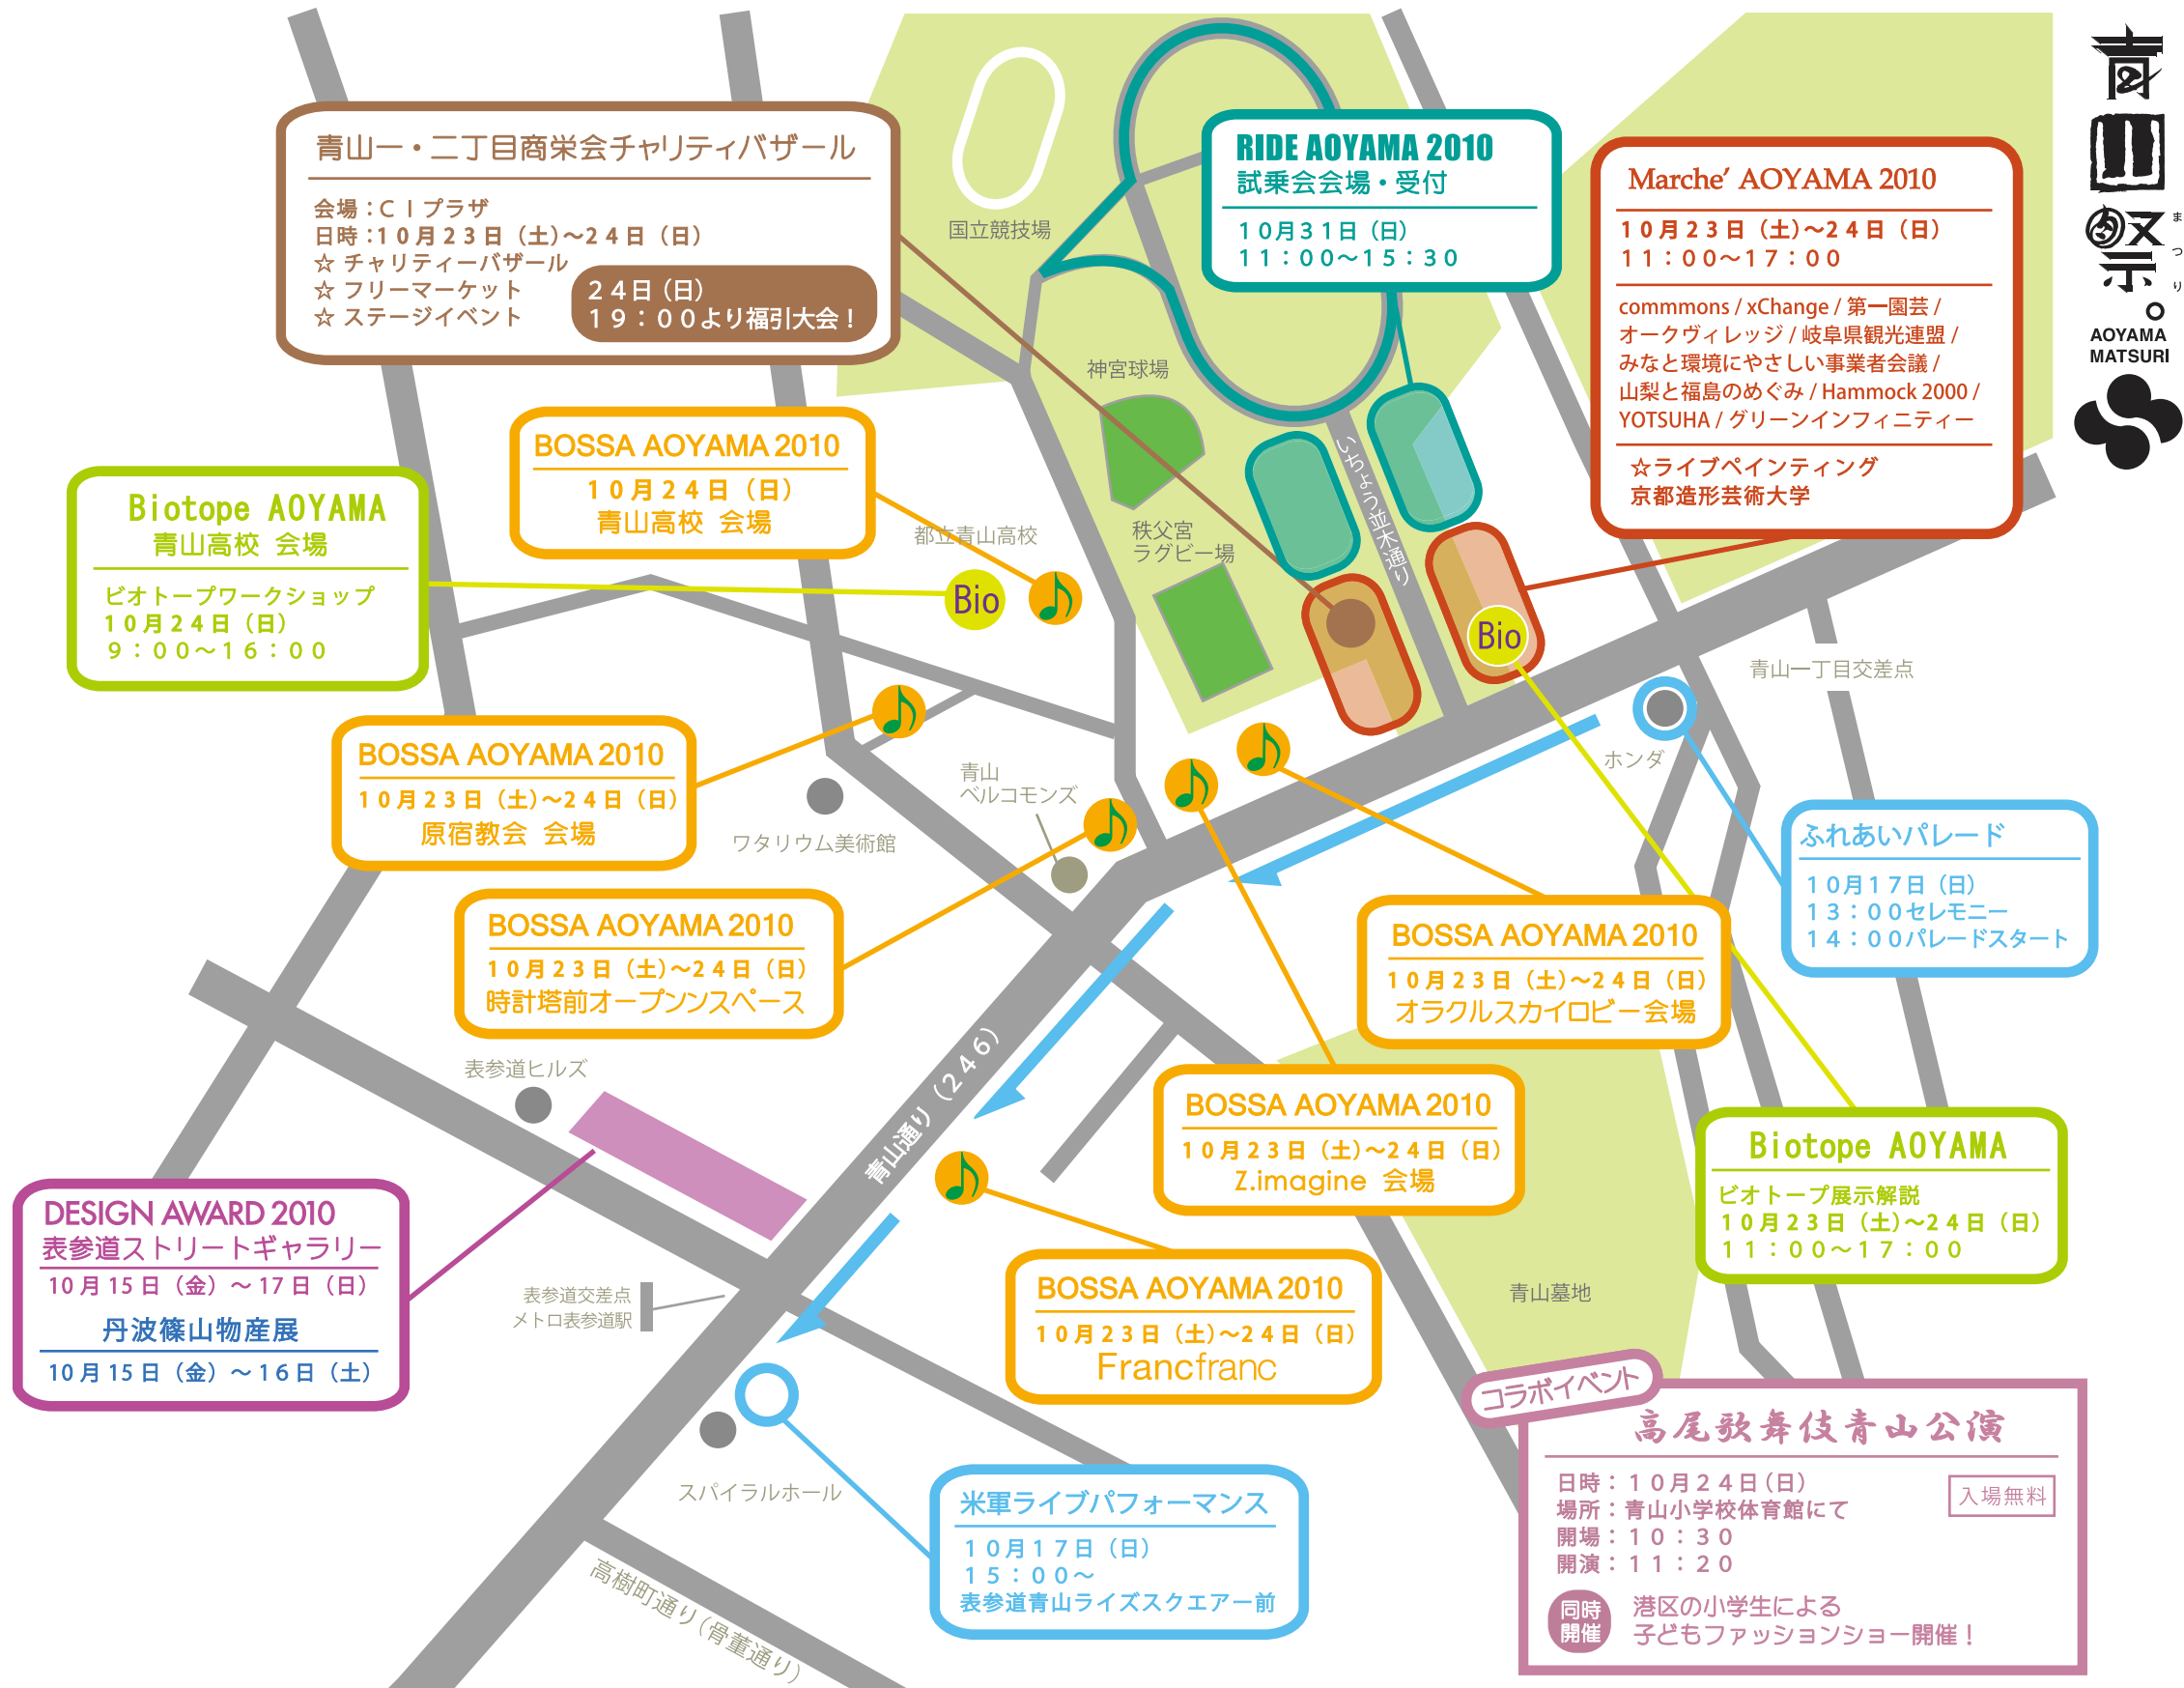 青山祭。
まつり
AOYAMA
MATSURI
青山一・二丁目商栄会チャリティバザール
会場：ＣＩプラザ
日時：１０月２３日（土）～２４日（日）
☆ チャリティーバザール
☆ フリーマーケット
☆ ステージイベント
２４日（日）
１９：００より福引大会！
国立競技場
RIDE AOYAMA 2010
試乗会会場・受付
１０月３１日（日）
１１：００～１５：３０
Marche’ AOYAMA 2010
１０月２３日（土）～２４日（日）
１１：００～１７：００
commmons / xChange / 第一園芸 /
オークヴィレッジ / 岐阜県観光連盟 /
みなと環境にやさしい事業者会議 /
山梨と福島のめぐみ / Hammock 2000 /
YOTSUHA / グリーンインフィニティー
☆ライブペインティング
京都造形芸術大学
神宮球場
いちょう並木通り
BOSSA AOYAMA 2010
１０月２４日（日）
青山高校 会場
都立青山高校
秩父宮
ラグビー場
Biotope AOYAMA
青山高校 会場
ビオトープワークショップ
１０月２４日（日）
９：００～１６：００
Bio
Bio
青山一丁目交差点
ホンダ
BOSSA AOYAMA 2010
１０月２３日（土）～２４日（日）
原宿教会 会場
ワタリウム美術館
青山
ベルコモンズ
ふれあいパレード
１０月１７日（日）
１３：００セレモニー
１４：００パレードスタート
BOSSA AOYAMA 2010
１０月２３日（土）～２４日（日）
時計塔前オープンンスペース
BOSSA AOYAMA 2010
１０月２３日（土）～２４日（日）
オラクルスカイロビー会場
表参道ヒルズ
青山通り（２４６）
BOSSA AOYAMA 2010
１０月２３日（土）～２４日（日）
Z.imagine 会場
Biotope AOYAMA
ビオトープ展示解説
１０月２３日（土）～２４日（日）
１１：００～１７：００
DESIGN AWARD 2010
表参道ストリートギャラリー
10月15日（金）～17日（日）
丹波篠山物産展
10月15日（金）～16日（土）
表参道交差点
メトロ表参道駅
BOSSA AOYAMA 2010
１０月２３日（土）～２４日（日）
Francfranc
青山墓地
スパイラルホール
米軍ライブパフォーマンス
１０月１７日（日）
１５：００～
表参道青山ライズスクエアー前
高樹町通り（骨董通り）
コラボイベント
高尾歌舞伎青山公演
日時：１０月２４日（日）
場所：青山小学校体育館にて
開場：１０：３０
開演：１１：２０
入場無料
同時
開催
港区の小学生による
子どもファッションショー開催！